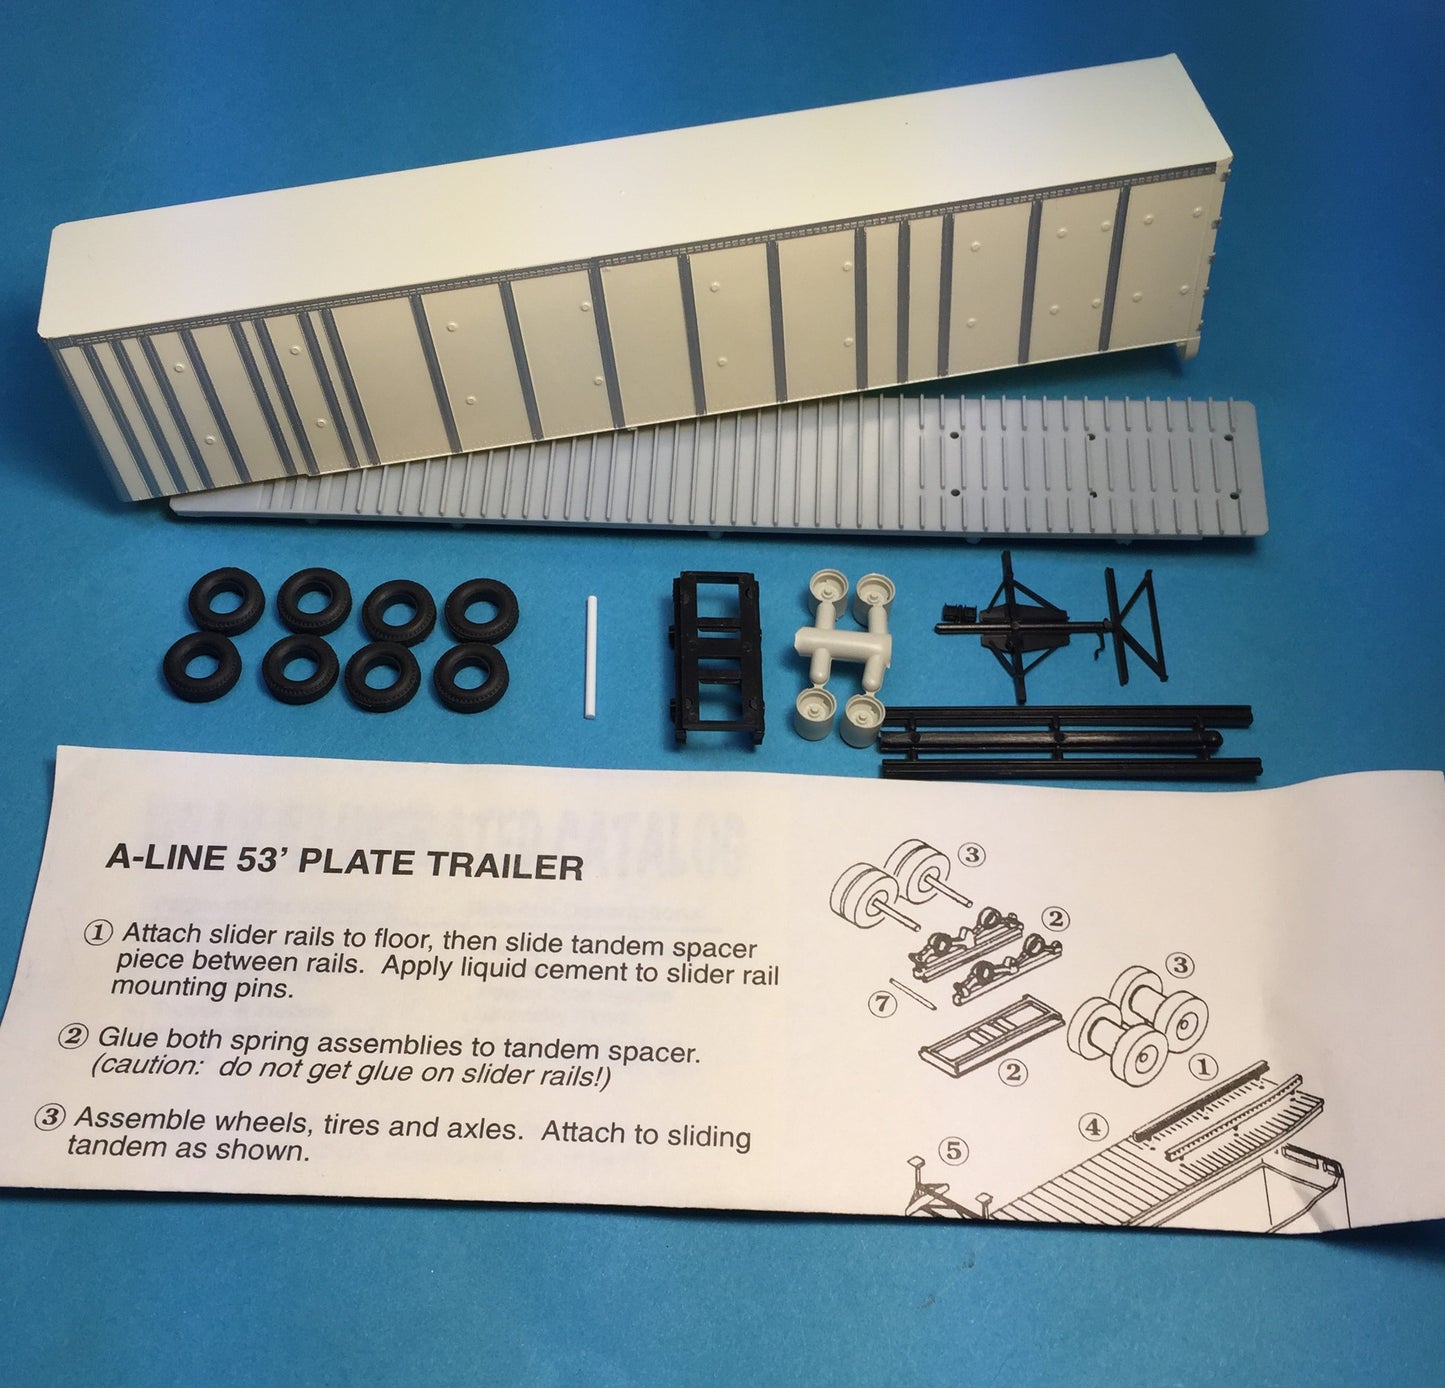 A-LINE 53’ PLATE TRAILER
① Attach slider rails to floor, then slide tandem spacer
piece between rails. Apply liquid cement to slider rail
mounting pins.
② Glue both spring assemblies to tandem spacer.
(caution: do not get glue on slider rails!)
③ Assemble wheels, tires and axles. Attach to sliding
tandem as shown.
③
②
③
⑦
②
①
④
⑤